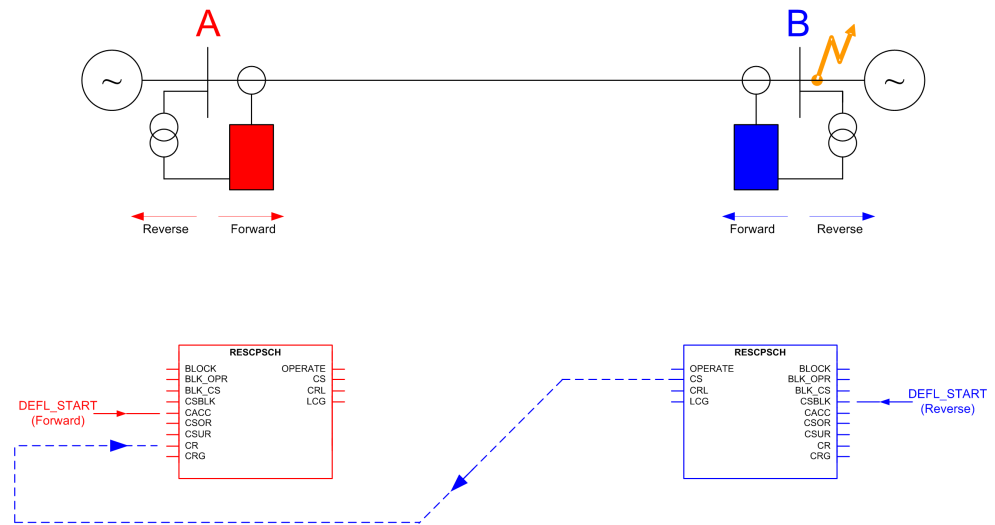 A
B
~
~
Reverse
Forward
Forward
Reverse
RESCPSCH
BLOCK
OPERATE
BLK_OPR
CS
BLK_CS
CRL
CSBLK
LCG
CACC
CSOR
CSUR
CR
CRG
DEFL_START
(Forward)
RESCPSCH
OPERATE
BLOCK
CS
BLK_OPR
CRL
BLK_CS
LCG
CSBLK
CACC
CSOR
CSUR
CR
CRG
DEFL_START
(Reverse)